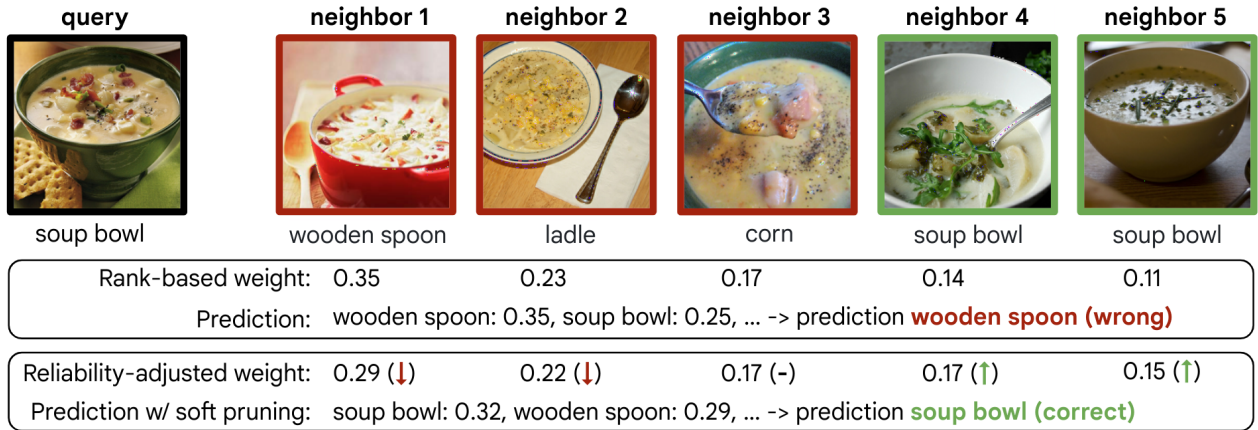 query neighbor 1 neighbor 2 neighbor 3 neighbor 4 neighbor 5
soup bowl wooden spoon ladle corn soup bowl soup bowl
Rank-based weight: 0.35 0.23 0.17 0.14 0.11
Prediction: wooden spoon: 0.35, soup bowl: 0.25, ... -> prediction wooden spoon (wrong)
Reliability-adjusted weight: 0.29 (↓) 0.22 (↓) 0.17 (-) 0.17 (↑) 0.15 (↑)
Prediction w/ soft pruning: soup bowl: 0.32, wooden spoon: 0.29, ... -> prediction soup bowl (correct)